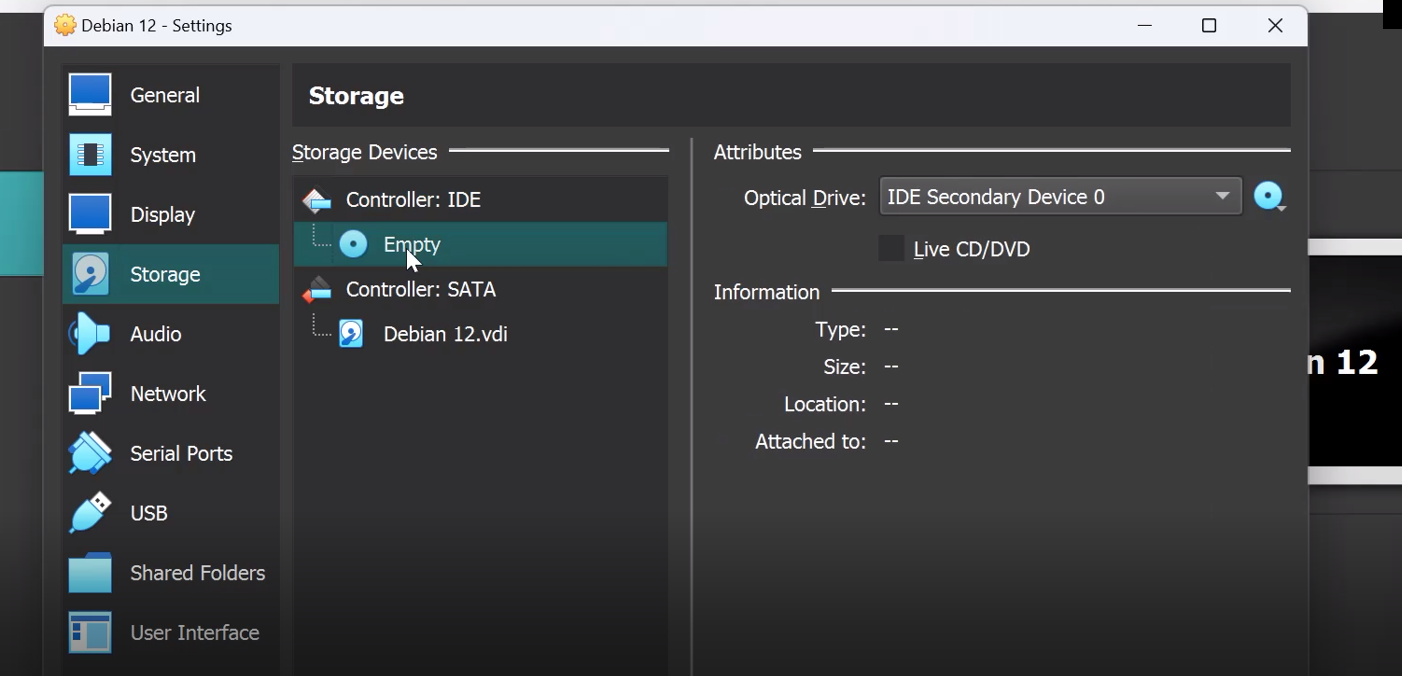 Debian 12 - Settings
General
System
Display
Storage
Audio
Network
Serial Ports
USB
Shared Folders
User Interface
Storage
Storage Devices
Controller: IDE
Empty
Controller: SATA
Debian 12.vdi
Attributes
Optical Drive: IDE Secondary Device 0
Live CD/DVD
Information
Type: --
Size: --
Location: --
Attached to: --
n 12